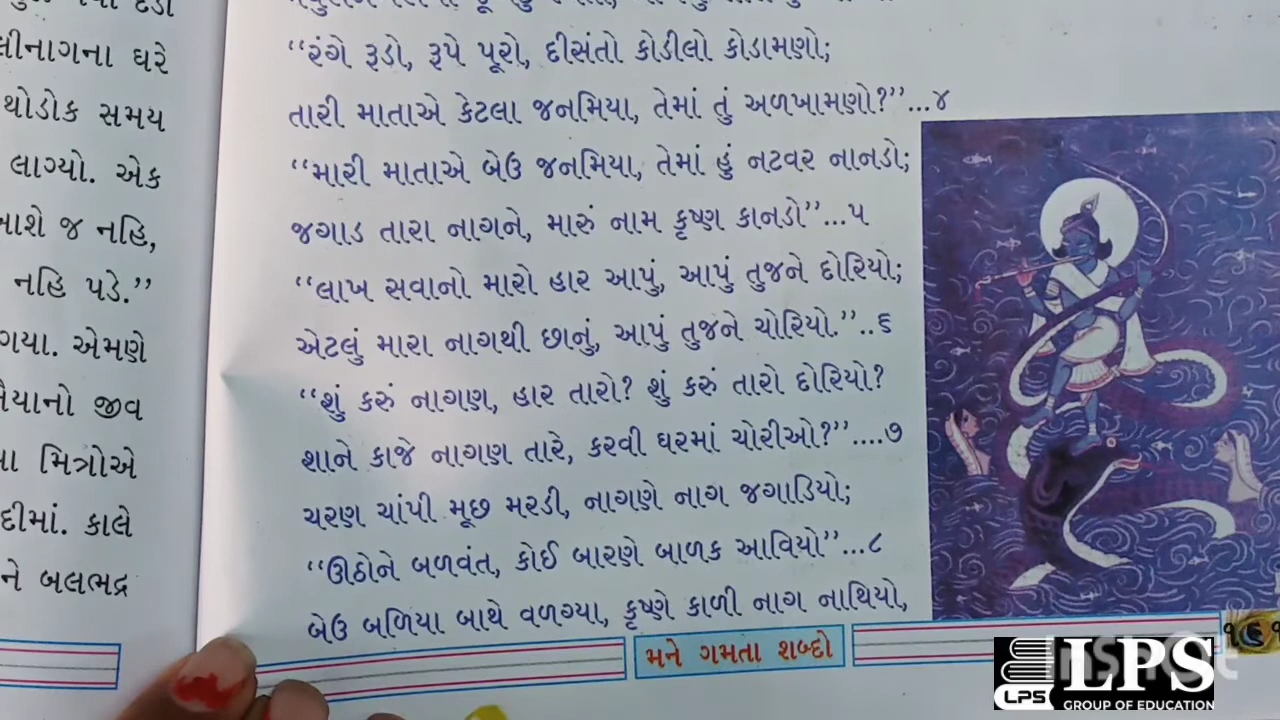 લીનાગના ઘરે
થોડોક સમય
લાગ્યો. એક
નહિ,
નહિ પડે.”
ગયા. એમણે
જીવ
મિત્રોએ
કાલે
ને બલભદ્ર
“રંગે રૂડો, રૂપે પૂરો, દીસંતો કોડીલો કોડામણો;
તારી માતાએ કેટલા જનમિયા, તેમાં તું અળખામણો?”...૪
“મારી માતાએ બેઉ જનમિયા, તેમાં હું નટવર નાનડો;
જગાડ તારા નાગને, મારું નામ કૃષ્ણ કાનડો”...૫
“લાખ સવાનો મારો હાર આપું, આપું તુજને દોરિયો;
એટલું મારા નાગથી છાનું, આપું તુજને ચોરિયો.”..૬
“શું કરું નાગણ, હાર તારો? શું કરું તારો દોરિયો?
શાને કાજે નાગણ તારે, કરવી ઘરમાં ચોરીઓ?”....૭
ચરણ ચાંપી મૂછ મરડી, નાગણે નાગ જગાડિયો;
“ઊઠોને બળવંત, કોઈ બારણે બાળક આવિયો”...૮
બેઉ બળિયા બાથે વળગ્યા, કૃષ્ણે કાળી નાગ નાથિયો,
મને ગમતા શબ્દો
LPS
LPS
GROUP OF EDUCATION